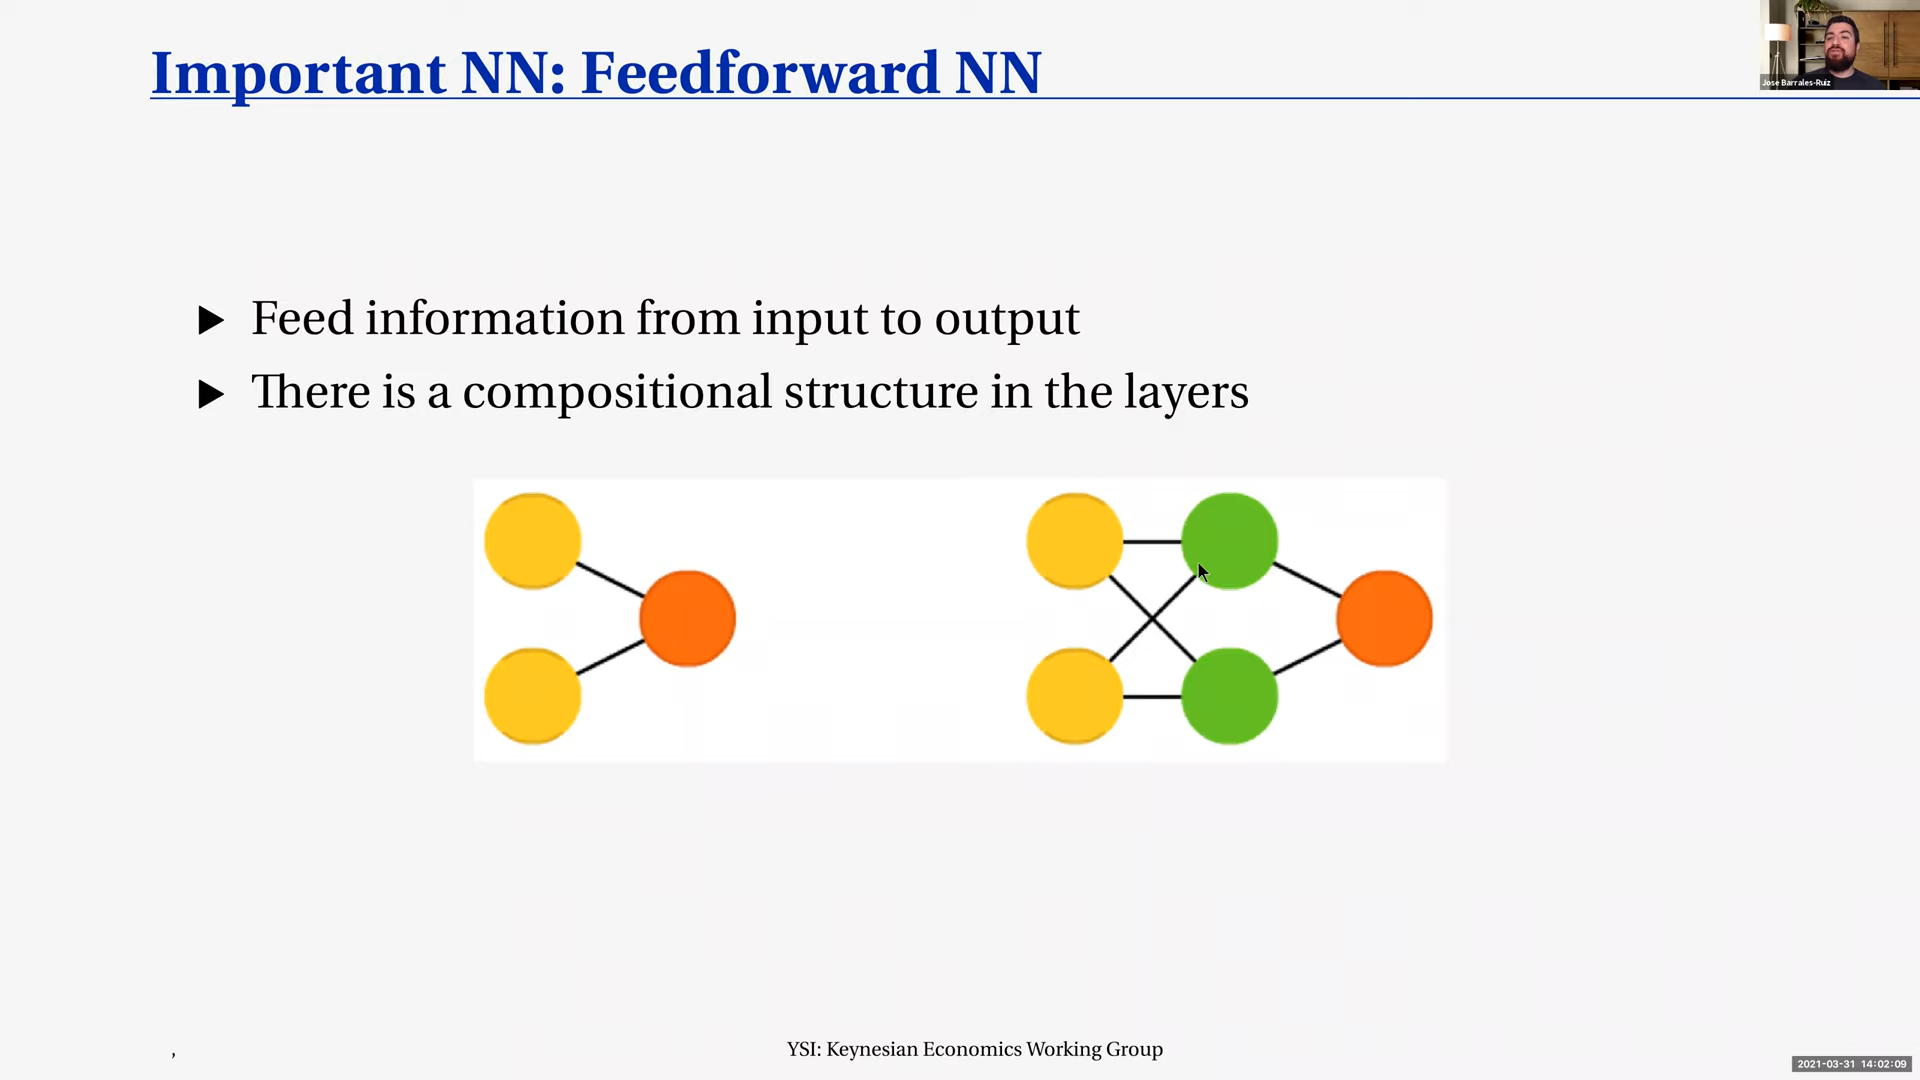 Important NN: Feedforward NN
Jose Barrales-Ruiz
▶ Feed information from input to output
▶ There is a compositional structure in the layers
,
YSI: Keynesian Economics Working Group
2021-03-31 14:02:09